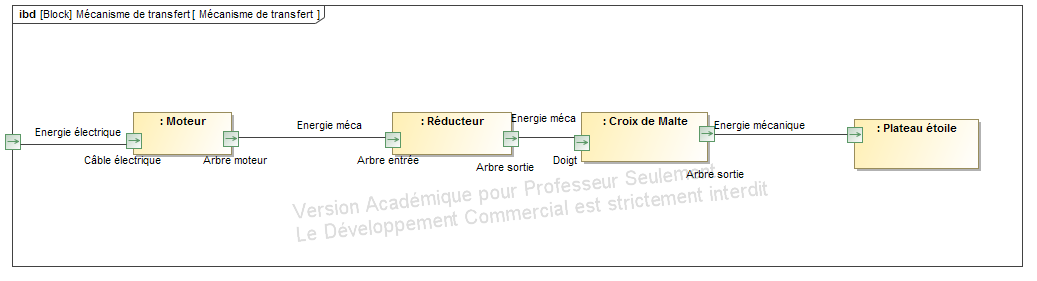 ibd [Block] Mécanisme de transfert [ Mécanisme de transfert ]
: Moteur
: Réducteur
: Croix de Malte
: Plateau étoile
Energie électrique
Energie méca
Energie méca
Energie mécanique
Câble électrique
Arbre moteur
Arbre entrée
Arbre sortie
Doigt
Arbre sortie
Version Académique pour Professeur Seulement
Le Développement Commercial est strictement interdit